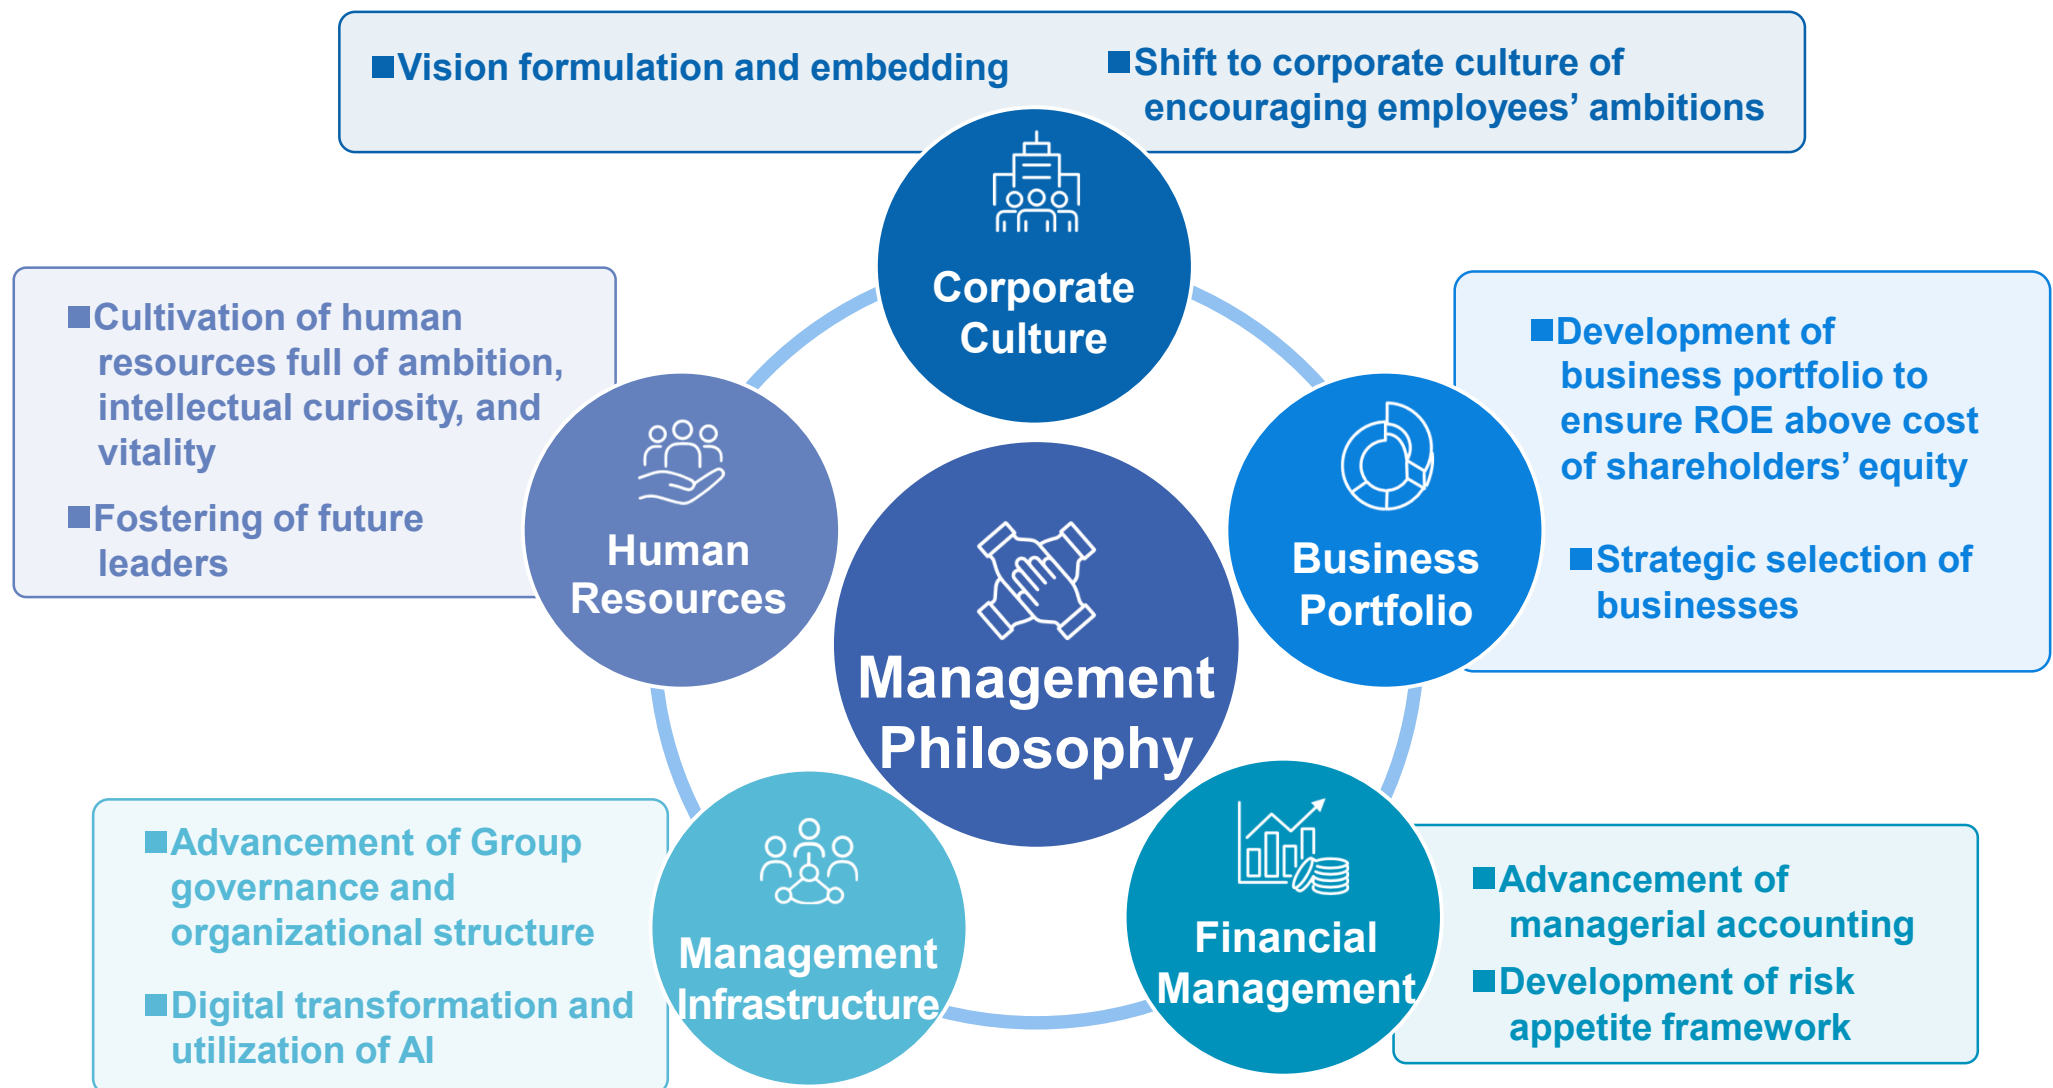 ■Vision formulation and embedding
■Shift to corporate culture of
encouraging employees’ ambitions
Corporate
Culture
■Cultivation of human
resources full of ambition,
intellectual curiosity, and
vitality
■Fostering of future
leaders
Human
Resources
■Development of
business portfolio to
ensure ROE above cost
of shareholders’ equity
■Strategic selection of
businesses
Business
Portfolio
Management
Philosophy
■Advancement of Group
governance and
organizational structure
■Digital transformation and
utilization of AI
Management
Infrastructure
Financial
Management
■Advancement of
managerial accounting
■Development of risk
appetite framework